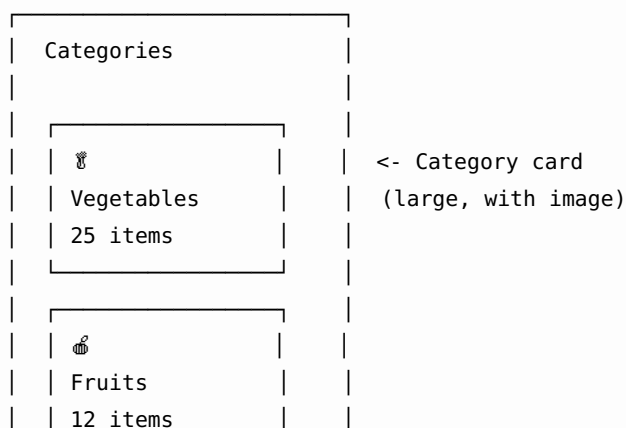 Categories
🥬 <- Category card
Vegetables (large, with image)
25 items
🍎
Fruits
12 items